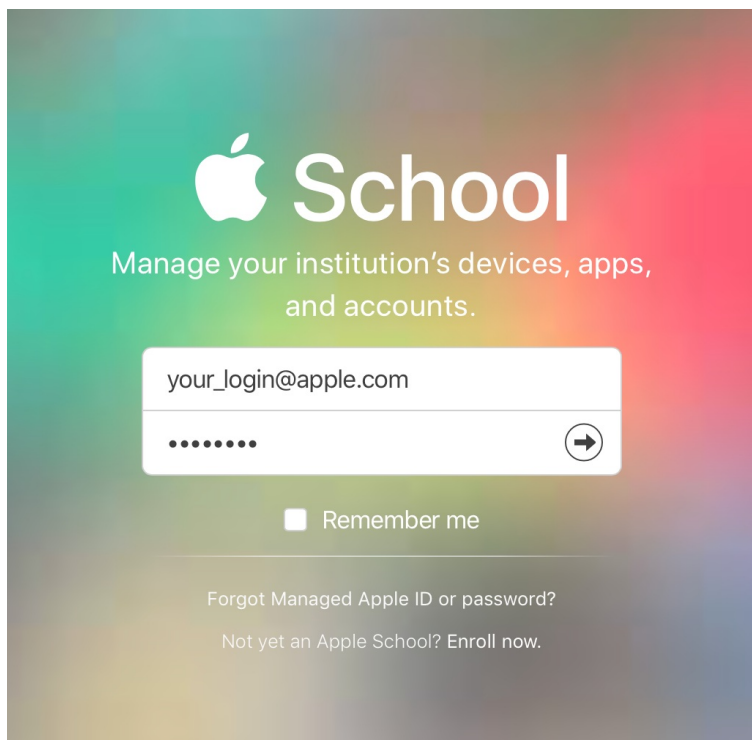 School
Manage your institution’s devices, apps,
and accounts.
your_login@apple.com
••••••••
Remember me
Forgot Managed Apple ID or password?
Not yet an Apple School? Enroll now.